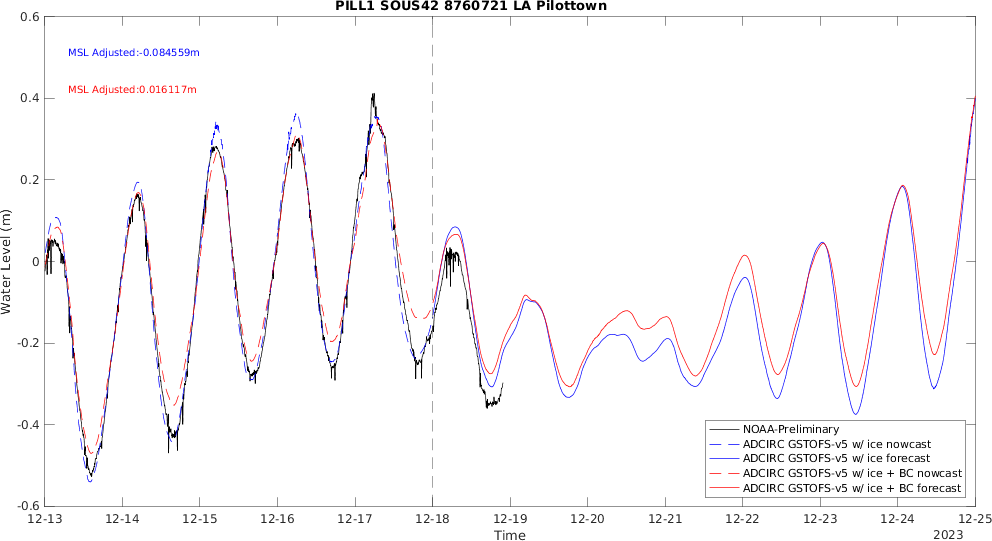 PILL1 SOUS42 8760721 LA Pilottown
MSL Adjusted:-0.084559m
MSL Adjusted:0.016117m
Water Level (m)
0.6
0.4
0.2
0
-0.2
-0.4
-0.6
NOAA-Preliminary
ADCIRC GSTOFS-v5 w/ ice nowcast
ADCIRC GSTOFS-v5 w/ ice forecast
ADCIRC GSTOFS-v5 w/ ice + BC nowcast
ADCIRC GSTOFS-v5 w/ ice + BC forecast
12-13 12-14 12-15 12-16 12-17 12-18 12-19 12-20 12-21 12-22 12-23 12-24 12-25
Time
2023